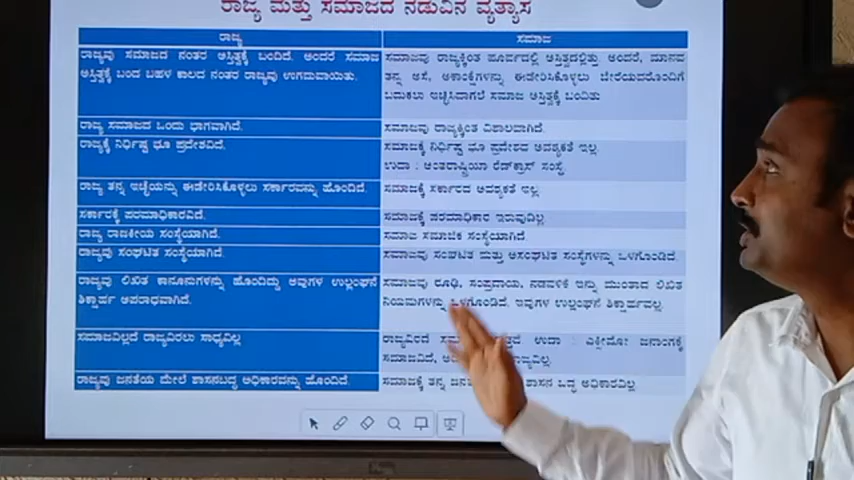 ರಾಜ್ಯ ಮತ್ತು ಸಮಾಜದ ನಡುವಿನ ವ್ಯತ್ಯಾಸ
ರಾಜ್ಯ
ಸಮಾಜ
ರಾಜ್ಯವು ಸಮಾಜದ ನಂತರ ಅಸ್ತಿತ್ವಕ್ಕೆ ಬಂದಿದೆ. ಅಂದರೆ ಸಮಾಜ
ಅಸ್ತಿತ್ವಕ್ಕೆ ಬಂದ ಬಹಳ ಕಾಲದ ನಂತರ ರಾಜ್ಯವು ಉಗಮವಾಯಿತು.
ಸಮಾಜವು ರಾಜ್ಯಕ್ಕಿಂತ ಪೂರ್ವದಲ್ಲಿ ಅಸ್ತಿತ್ವದಲ್ಲಿತ್ತು ಅಂದರೆ, ಮಾನವ
ತನ್ನ ಆಸೆ, ಆಕಾಂಕ್ಷೆಗಳನ್ನು ಈಡೇರಿಸಿಕೊಳ್ಳಲು ಬೇರೆಯವರೊಂದಿಗೆ
ಬದುಕಲು ಇಚ್ಛಿಸಿದಾಗಲೆ ಸಮಾಜ ಅಸ್ತಿತ್ವಕ್ಕೆ ಬಂದಿತು
ರಾಜ್ಯ ಸಮಾಜದ ಒಂದು ಭಾಗವಾಗಿದೆ.
ಸಮಾಜವು ರಾಜ್ಯಕ್ಕಿಂತ ವಿಶಾಲವಾಗಿದೆ.
ರಾಜ್ಯಕ್ಕೆ ನಿರ್ಧಿಷ್ಟ ಭೂ ಪ್ರದೇಶವಿದೆ.
ಸಮಾಜಕ್ಕೆ ನಿರ್ಧಿಷ್ಟ ಭೂ ಪ್ರದೇಶದ ಅವಶ್ಯಕತೆ ಇಲ್ಲ
ಉದಾ : ಅಂತರಾಷ್ಟ್ರೀಯಾ ರೆಡ್‌ಕ್ರಾಸ್ ಸಂಸ್ಥೆ.
ರಾಜ್ಯ ತನ್ನ ಇಚ್ಛೆಯನ್ನು ಈಡೇರಿಸಿಕೊಳ್ಳಲು ಸರ್ಕಾರವನ್ನು ಹೊಂದಿದೆ.
ಸಮಾಜಕ್ಕೆ ಸರ್ಕಾರದ ಅವಶ್ಯಕತೆ ಇಲ್ಲ
ಸರ್ಕಾರಕ್ಕೆ ಪರಮಾಧಿಕಾರವಿದೆ.
ಸಮಾಜಕ್ಕೆ ಪರಮಾಧಿಕಾರ ಇರುವುದಿಲ್ಲ
ರಾಜ್ಯ ರಾಜಕೀಯ ಸಂಸ್ಥೆಯಾಗಿದೆ.
ಸಮಾಜ ಸಮಾಜಿಕ ಸಂಸ್ಥೆಯಾಗಿದೆ
ರಾಜ್ಯವು ಸಂಘಟಿತ ಸಂಸ್ಥೆಯಾಗಿದೆ.
ಸಮಾಜವು ಸಂಘಟಿತ ಮತ್ತು ಅಸಂಘಟಿತ ಸಂಸ್ಥೆಗಳನ್ನು ಒಳಗೊಂಡಿದೆ.
ರಾಜ್ಯವು ಲಿಖಿತ ಕಾನೂನುಗಳನ್ನು ಹೊಂದಿದ್ದು ಅವುಗಳ ಉಲ್ಲಂಘನೆ
ಶಿಕ್ಷಾರ್ಹ ಅಪರಾಧವಾಗಿದೆ.
ಸಮಾಜವು ರೂಢಿ, ಸಂಪ್ರದಾಯ, ನಡವಳಿಕೆ ಇನ್ನು ಮುಂತಾದ ಲಿಖಿತ
ನಿಯಮಗಳನ್ನು ಒಳಗೊಂಡಿದೆ. ಇವುಗಳ ಉಲ್ಲಂಘನೆ ಶಿಕ್ಷಾರ್ಹವಲ್ಲ.
ಸಮಾಜವಿಲ್ಲದೆ ರಾಜ್ಯವಿರಲು ಸಾಧ್ಯವಿಲ್ಲ
ರಾಜ್ಯವಿರದೆ ಉದಾ : ಎಸ್ಕಿಮೋ ಜನಾಂಗಕ್ಕೆ
ಸಮಾಜವಿದೆ,
ರಾಜ್ಯವು ಜನತೆಯ ಮೇಲೆ ಶಾಸನಬದ್ಧ ಅಧಿಕಾರವನ್ನು ಹೊಂದಿದೆ.
ಸಮಾಜಕ್ಕೆ ತನ್ನ ಶಾಸನ ಬದ್ಧ ಅಧಿಕಾರವಿಲ್ಲ